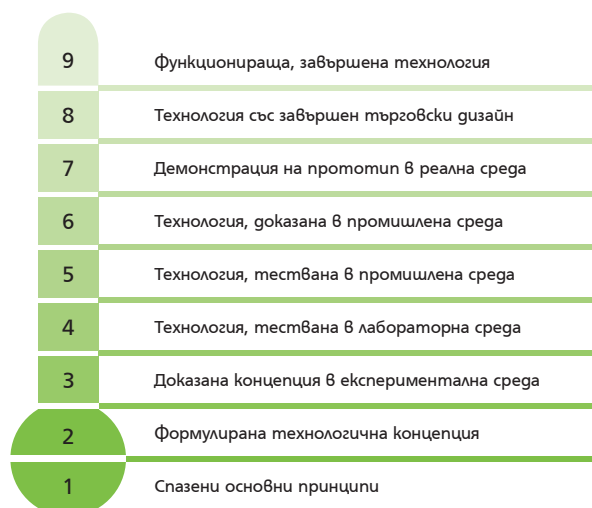 9 Функционираща, завършена технология
8 Технология със завършен търговски дизайн
7 Демонстрация на прототип в реална среда
6 Технология, доказана в промишлена среда
5 Технология, тествана в промишлена среда
4 Технология, тествана в лабораторна среда
3 Доказана концепция в експериментална среда
2 Формулирана технологична концепция
1 Спазени основни принципи